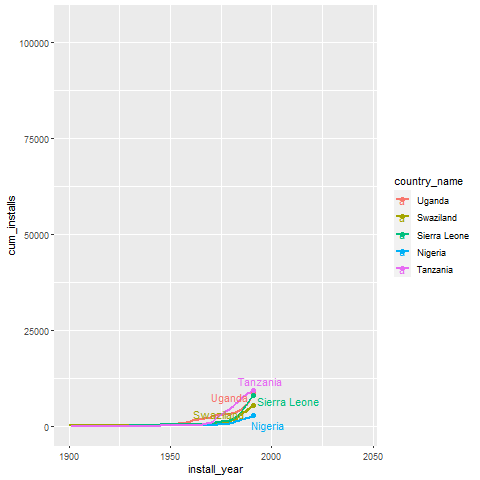 100000
75000
50000
25000
0
cum_installs
1900
1950
2000
2050
install_year
Tanzania
Uganda
Swaziland
Sierra Leone
Nigeria
country_name
Uganda
Swaziland
Sierra Leone
Nigeria
Tanzania